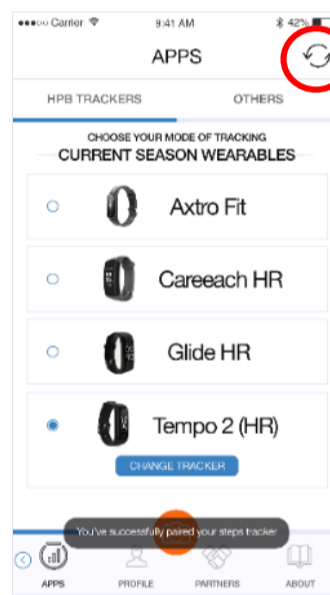 Carrier 9:41 AM 42%
APPS
HPB TRACKERS OTHERS
CHOOSE YOUR MODE OF TRACKING
CURRENT SEASON WEARABLES
Axtro Fit
Careeach HR
Glide HR
Tempo 2 (HR)
CHANGE TRACKER
You've successfully paired your steps tracker
APPS PROFILE PARTNERS ABOUT